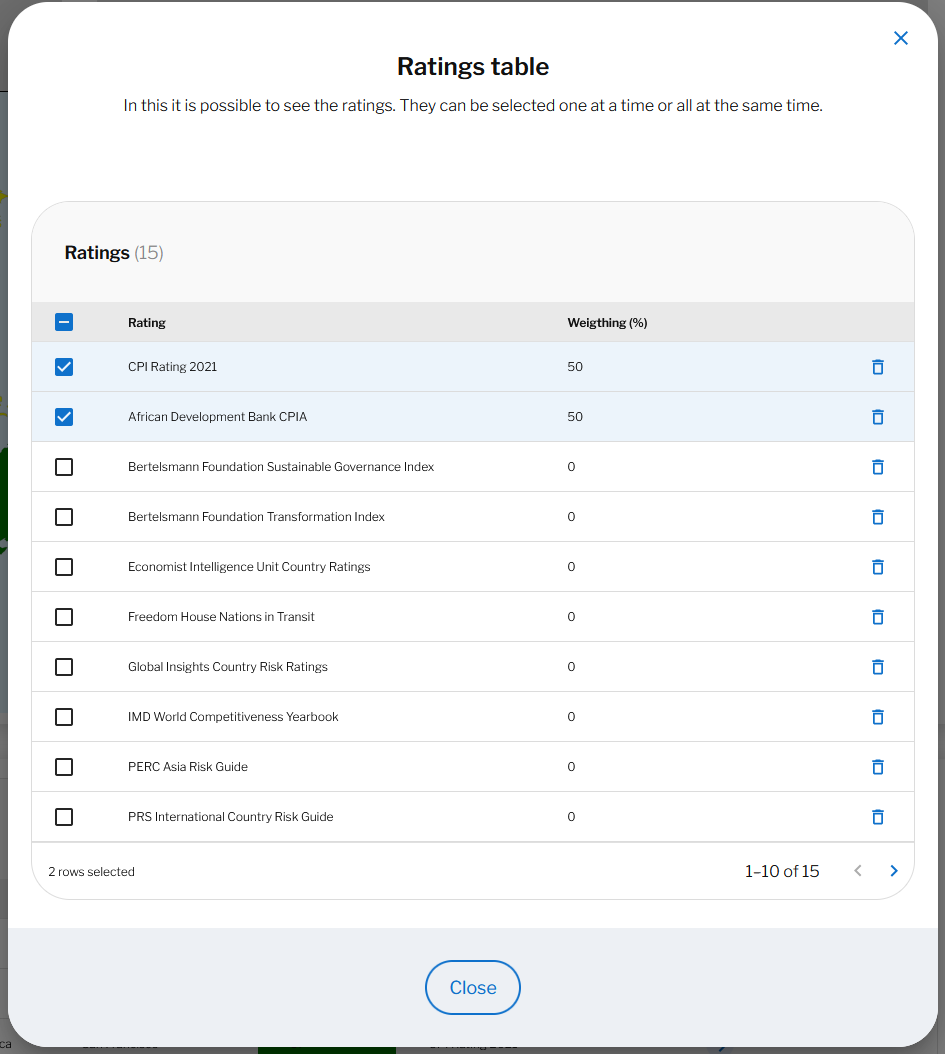 Ratings table
In this it is possible to see the ratings. They can be selected one at a time or all at the same time.
Ratings (15)
Rating Weigthing (%)
CPI Rating 2021 50
African Development Bank CPIA 50
Bertelsmann Foundation Sustainable Governance Index 0
Bertelsmann Foundation Transformation Index 0
Economist Intelligence Unit Country Ratings 0
Freedom House Nations in Transit 0
Global Insights Country Risk Ratings 0
IMD World Competitiveness Yearbook 0
PERC Asia Risk Guide 0
PRS International Country Risk Guide 0
2 rows selected 1–10 of 15
Close